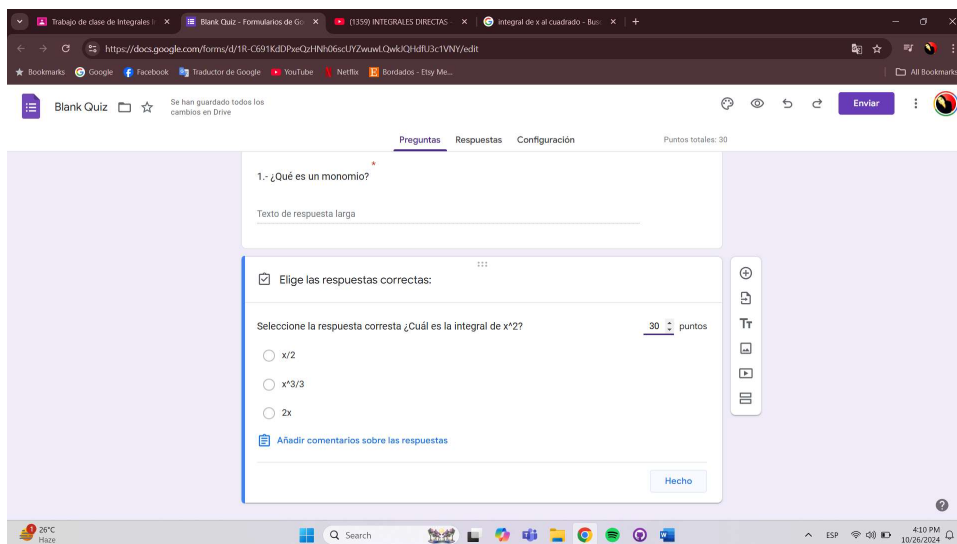 Trabajo de clase de Integrales I
Blank Quiz - Formularios de Go
(1359) INTEGRALES DIRECTAS -
integral de x al cuadrado - Bus
https://docs.google.com/forms/d/1R-C691KdDPxeQzHNh06scUYZwuwLQwkJQHdfU3c1VNY/edit
Bookmarks Google Facebook Traductor de Google YouTube Netflix Bordados - Etsy Me... All Bookmarks
Blank Quiz
Se han guardado todos los
cambios en Drive
Enviar
Preguntas Respuestas Configuración Puntos totales: 30
*
1.- ¿Qué es un monomio?
Texto de respuesta larga
Elige las respuestas correctas:
Seleccione la respuesta corresta ¿Cuál es la integral de x^2? 30 puntos
x/2
x^3/3
2x
Añadir comentarios sobre las respuestas
Hecho
Tт
1
26°C
Haze
Search
ESP
4:10 PM
10/26/2024